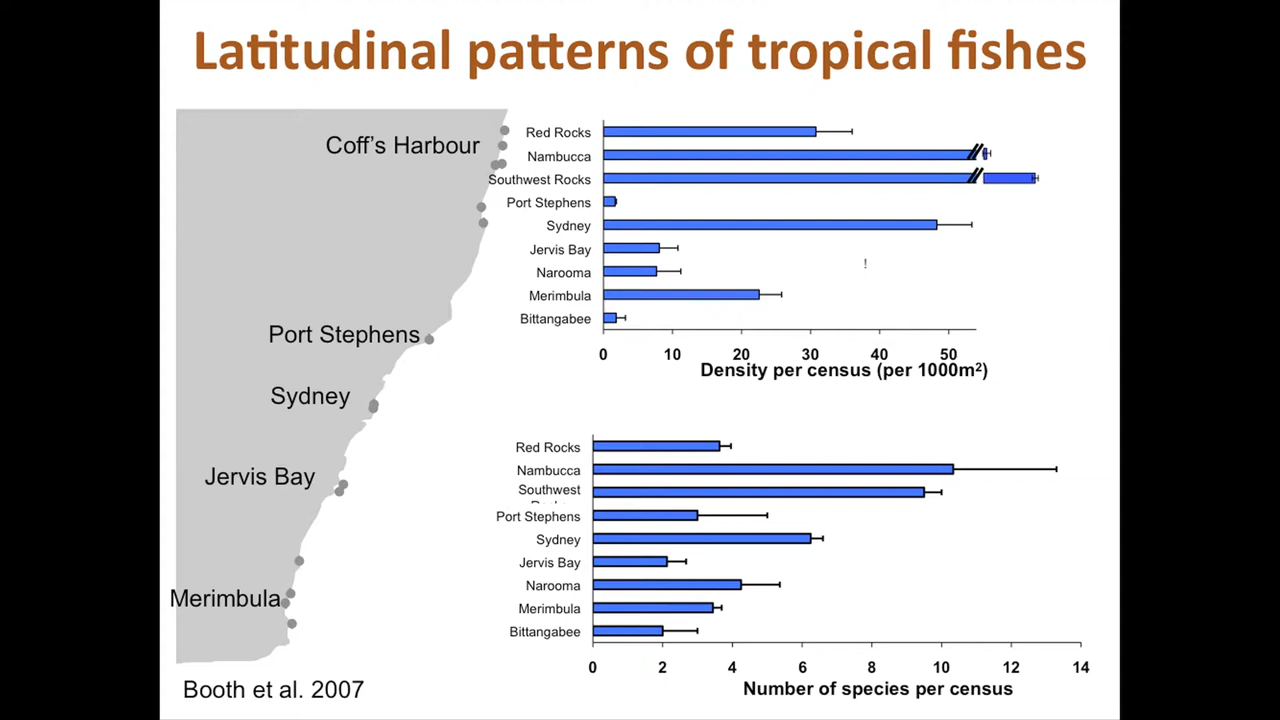 Latitudinal patterns of tropical fishes
Coff's Harbour
Port Stephens
Sydney
Jervis Bay
Merimbula
Booth et al. 2007
Red Rocks
Nambucca
Southwest Rocks
Port Stephens
Sydney
Jervis Bay
Narooma
Merimbula
Bittangabee
!
0 10 20 30 40 50
Density per census (per 1000m²)
Red Rocks
Nambucca
Southwest
Port Stephens
Sydney
Jervis Bay
Narooma
Merimbula
Bittangabee
0 2 4 6 8 10 12 14
Number of species per census